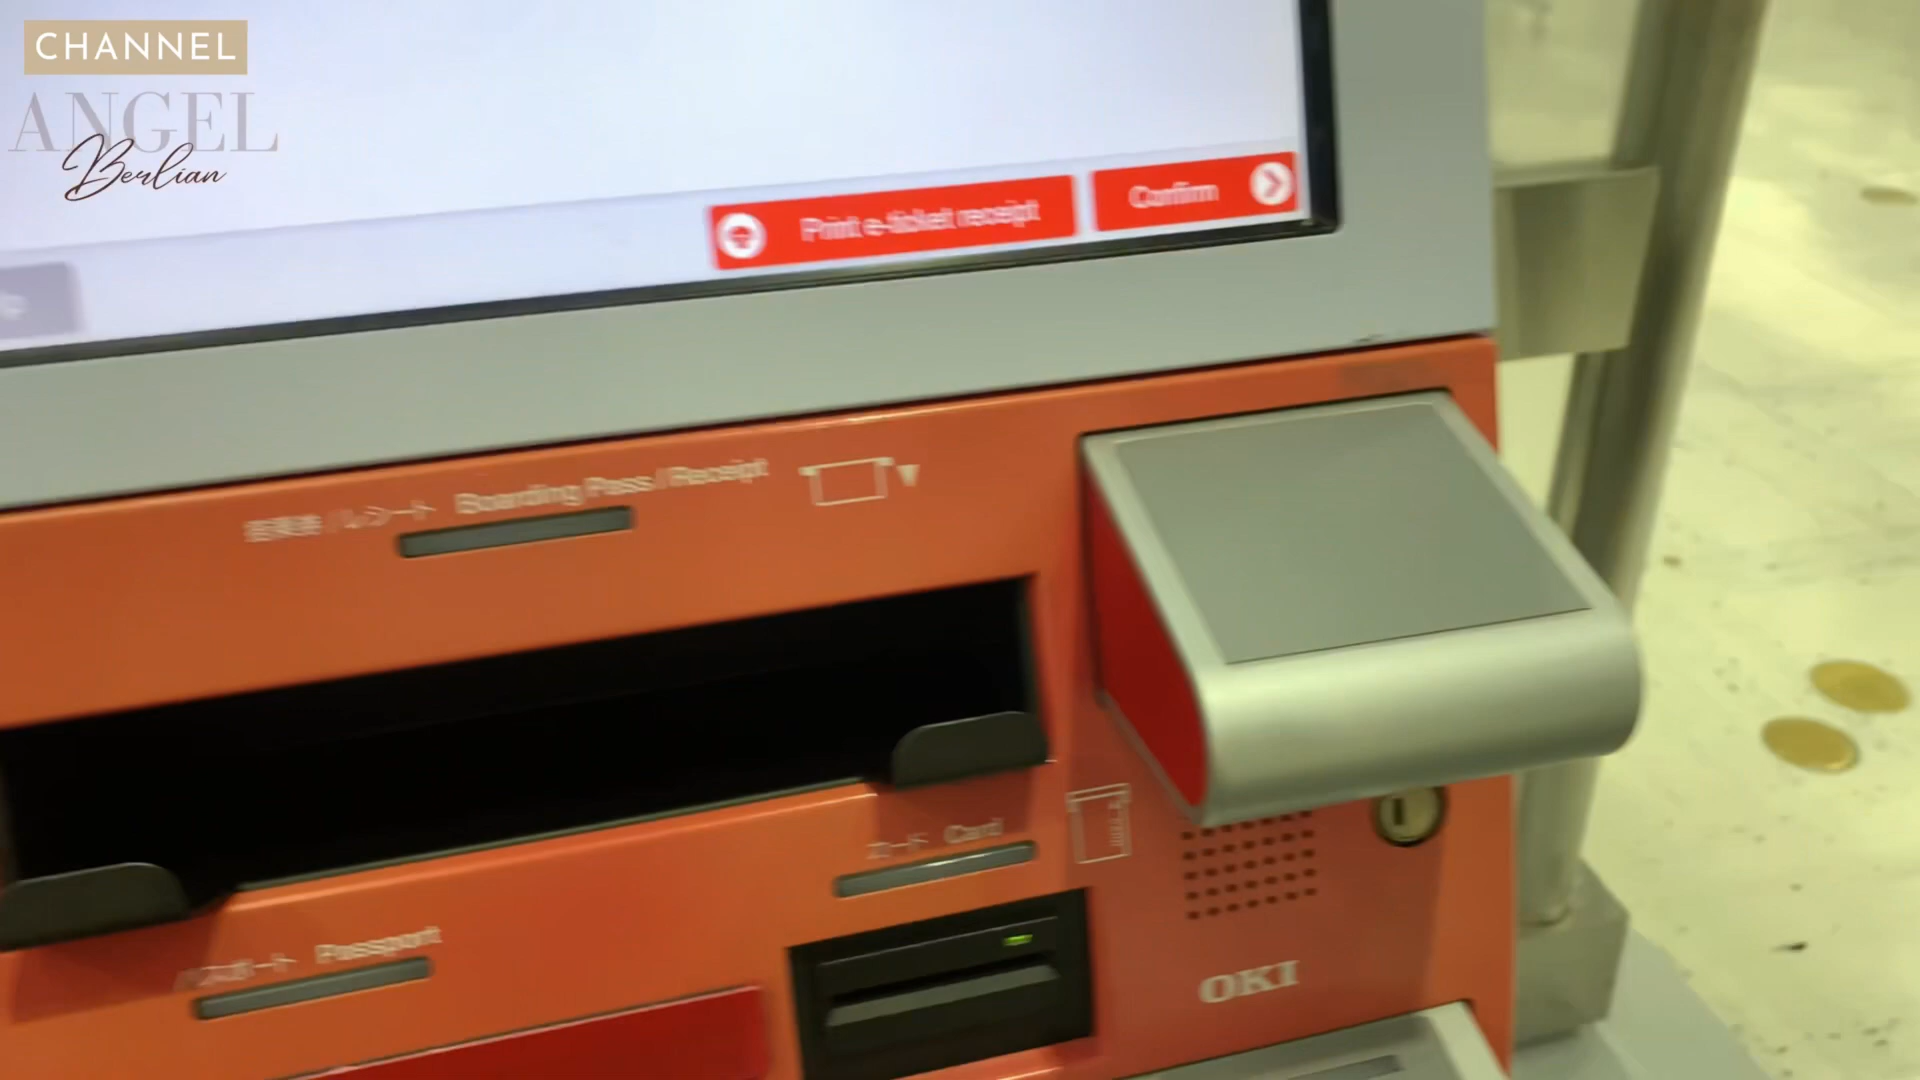 CHANNEL
ANGEL
Berlian
Print e-ticket receipt
Confirm
搭乗券/レシート Boarding Pass / Receipt
カード Card
パスポート Passport
OKI